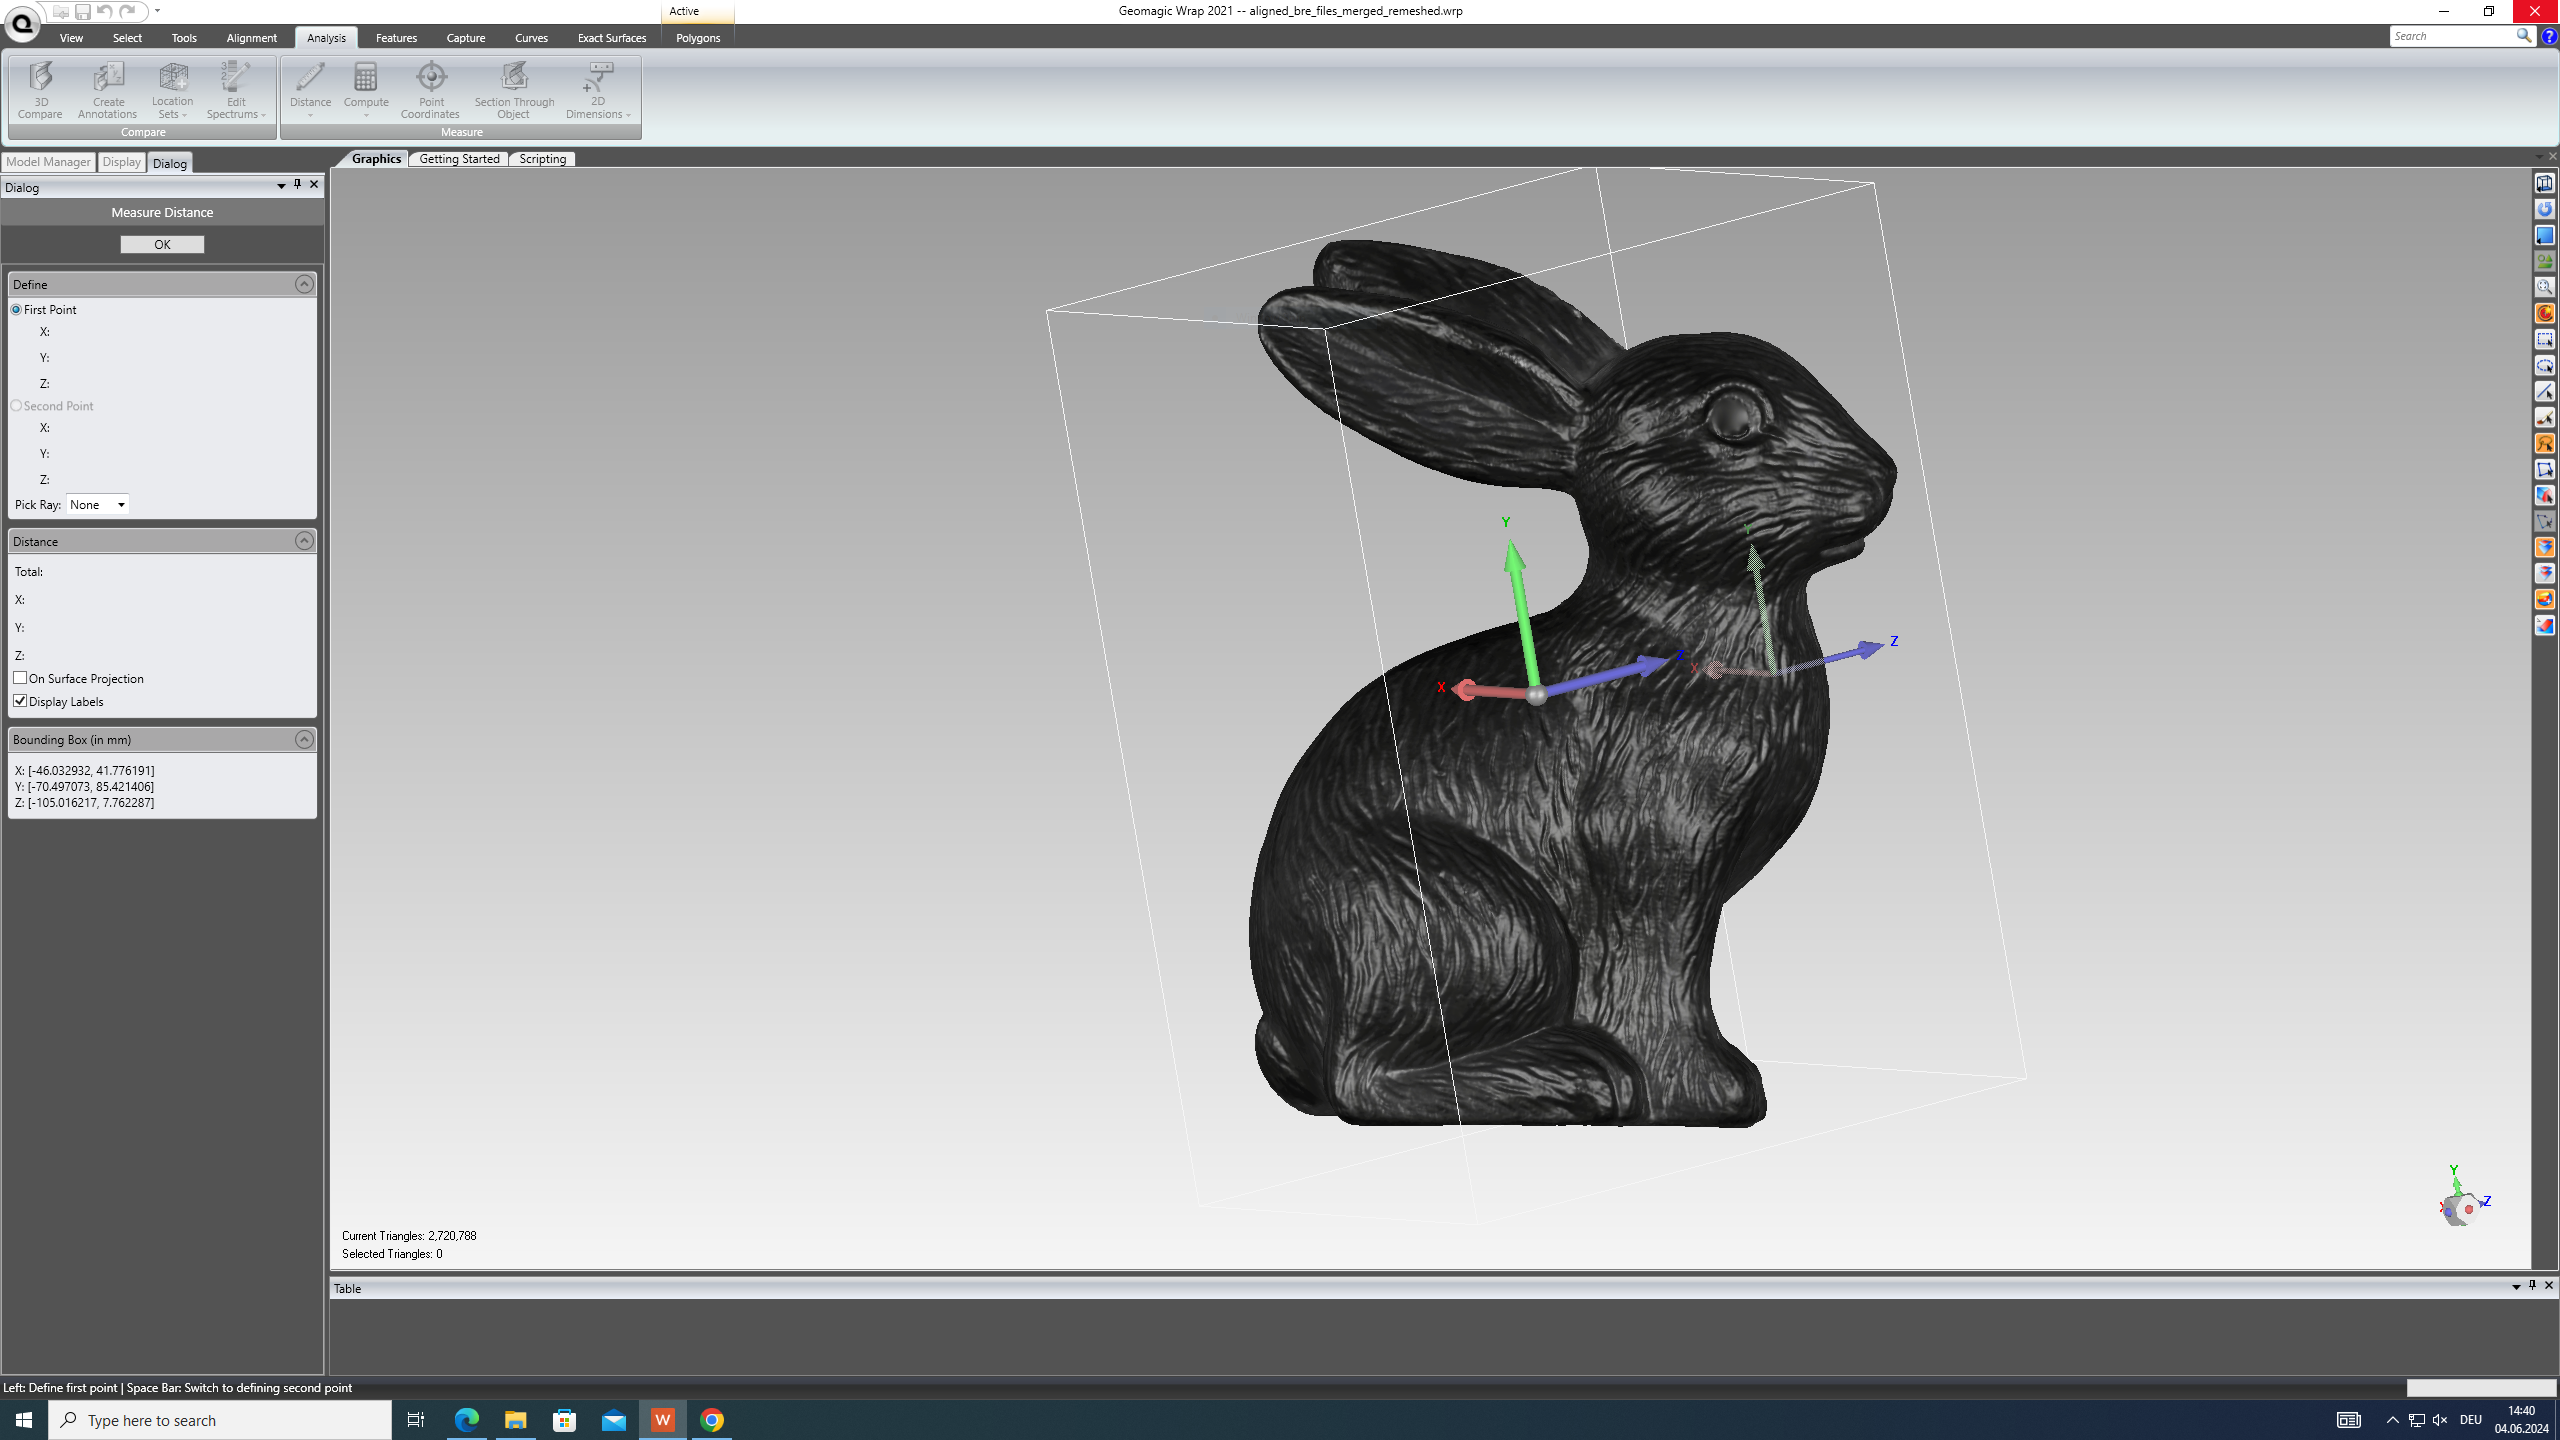 Active
Geomagic Wrap 2021 -- aligned_bre_files_merged_remeshed.wrp
View Select Tools Alignment Analysis Features Capture Curves Exact Surfaces Polygons
Search
3D Compare
Create Annotations
Location Sets
Edit Spectrums
Distance
Compute
Point Coordinates
Section Through Object
2D Dimensions
Compare
Measure
Model Manager Display Dialog
Graphics Getting Started Scripting
Dialog
Measure Distance
OK
Define
First Point
X:
Y:
Z:
Second Point
X:
Y:
Z:
Pick Ray: None
Distance
Total:
X:
Y:
Z:
On Surface Projection
Display Labels
Bounding Box (in mm)
X: [-46.032932, 41.776191]
Y: [-70.497073, 85.421406]
Z: [-105.016217, 7.762287]
Y
X
Z
Y
X
Z
Y
X
Z
Current Triangles: 2,720,788
Selected Triangles: 0
Table
Left: Define first point | Space Bar: Switch to defining second point
Type here to search
W
DEU
14:40
04.06.2024